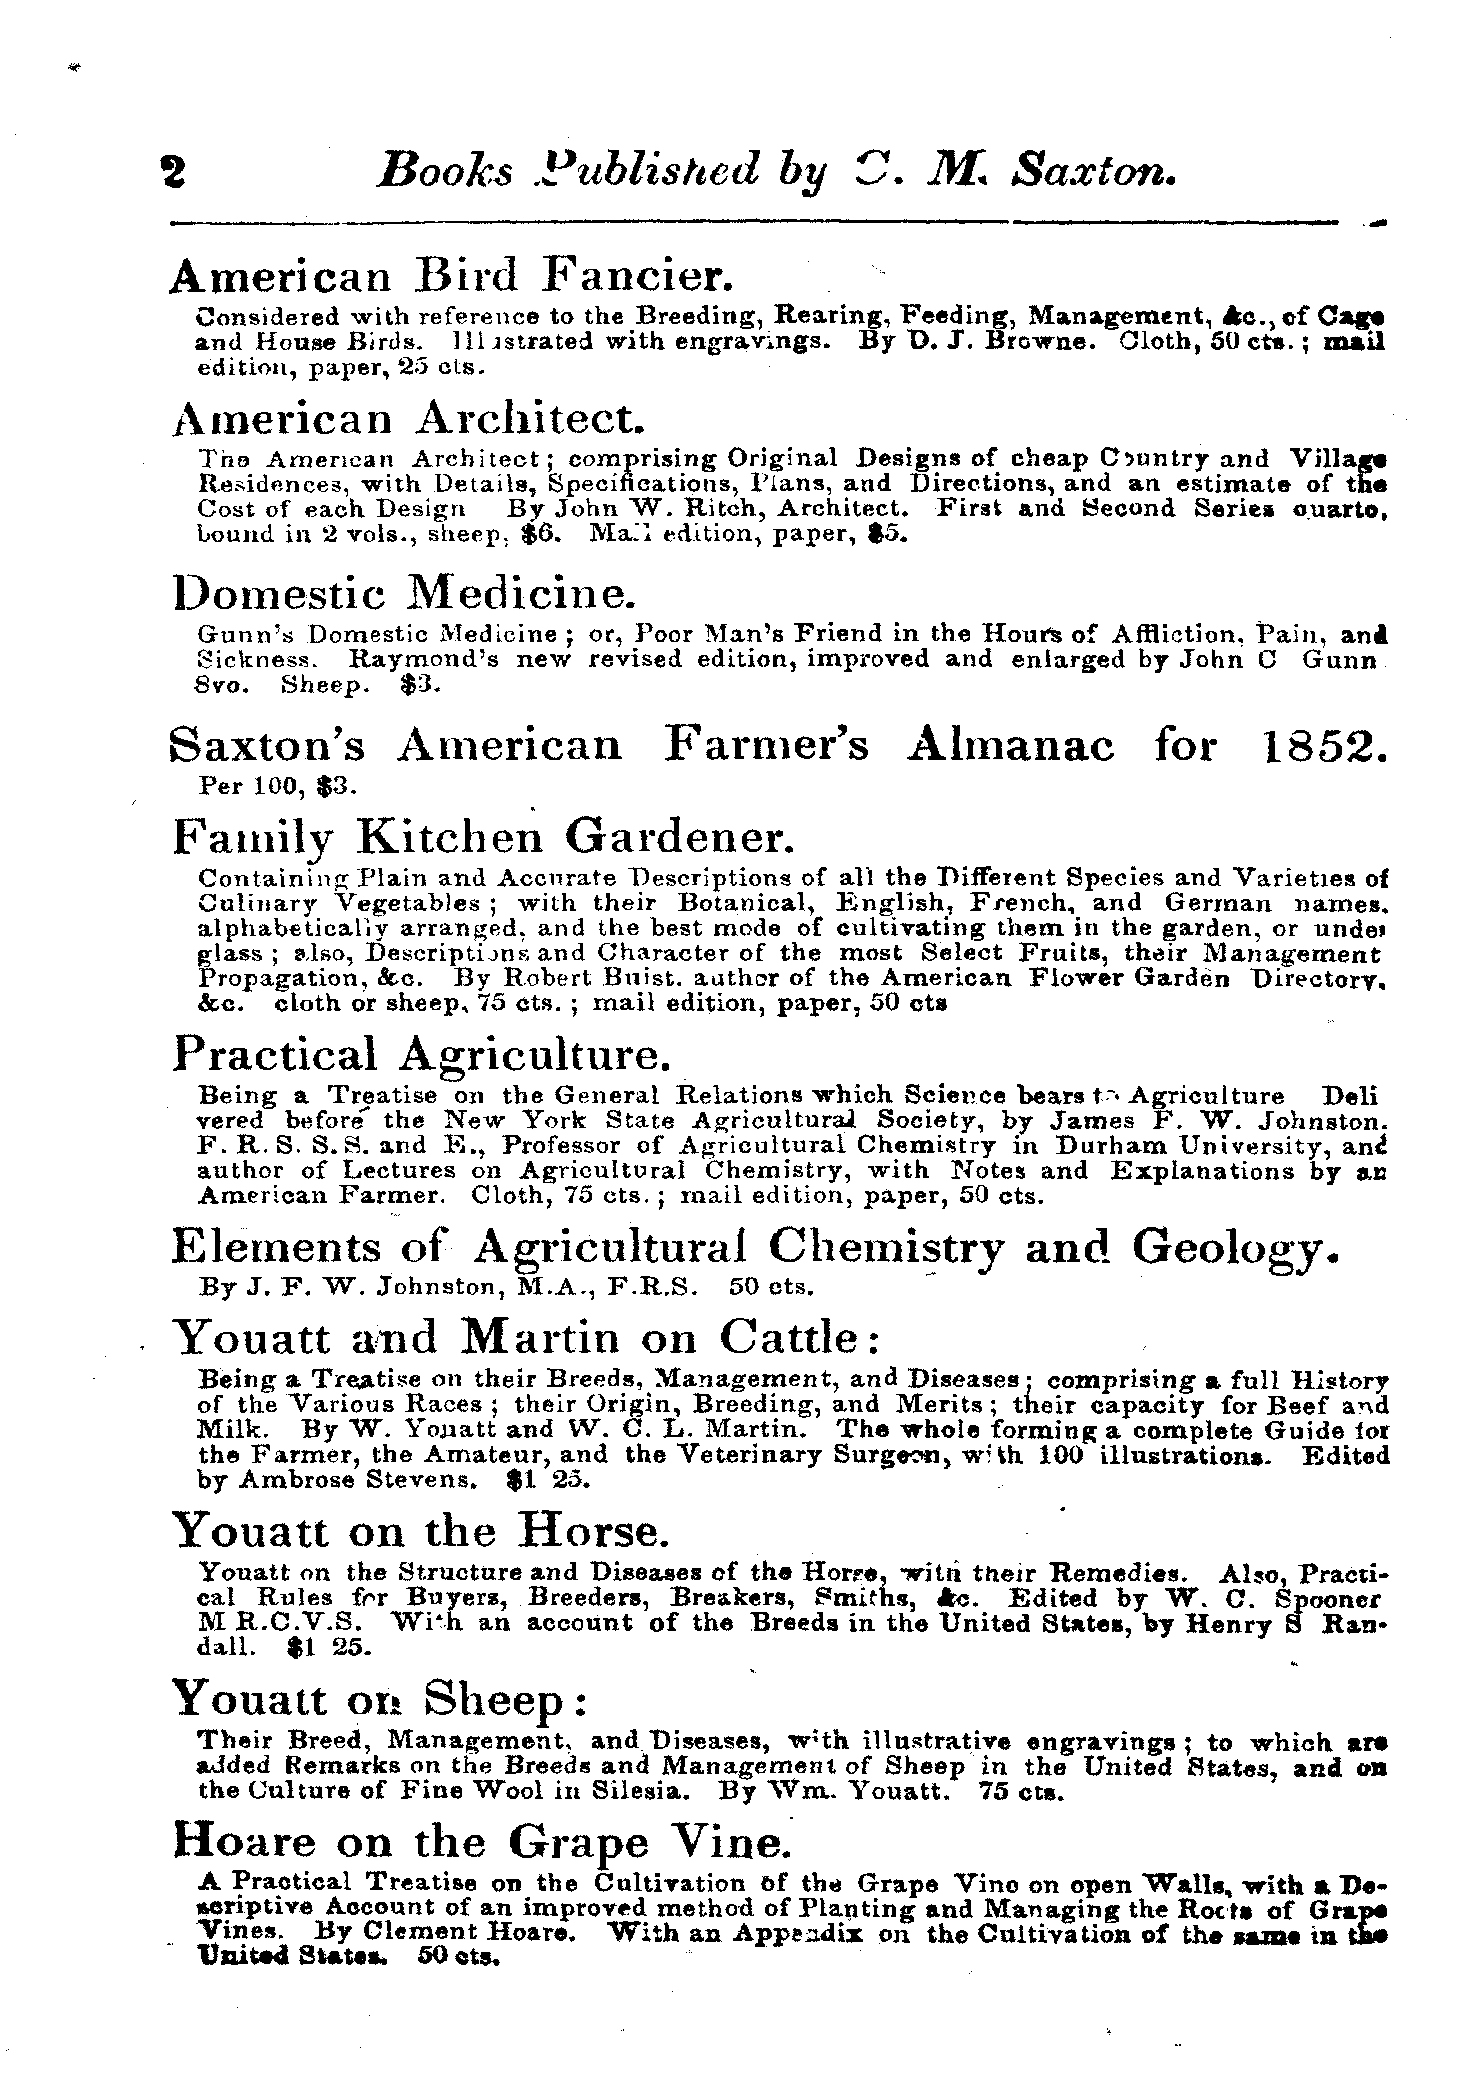 2 Books Published by C. M. Saxton.
American Bird Fancier.
Considered with reference to the Breeding, Rearing, Feeding, Management, &c., of Cage
and House Birds. Illustrated with engravings. By D. J. Browne. Cloth, 50 cts.; mail
edition, paper, 25 cts.
American Architect.
The American Architect; comprising Original Designs of cheap Country and Village
Residences, with Details, Specifications, Plans, and Directions, and an estimate of the
Cost of each Design By John W. Ritch, Architect. First and Second Series quarto,
bound in 2 vols., sheep, $6. Mail edition, paper, $5.
Domestic Medicine.
Gunn's Domestic Medicine; or, Poor Man's Friend in the Hours of Affliction, Pain, and
Sickness. Raymond's new revised edition, improved and enlarged by John C Gunn
8vo. Sheep. $3.
Saxton's American Farmer's Almanac for 1852.
Per 100, $3.
Family Kitchen Gardener.
Containing Plain and Accurate Descriptions of all the Different Species and Varieties of
Culinary Vegetables; with their Botanical, English, French, and German names.
alphabetically arranged, and the best mode of cultivating them in the garden, or under
glass; also, Descriptions and Character of the most Select Fruits, their Management
Propagation, &c. By Robert Buist. author of the American Flower Garden Directory,
&c. cloth or sheep, 75 cts.; mail edition, paper, 50 cts
Practical Agriculture.
Being a Treatise on the General Relations which Science bears to Agriculture Deli
vered before the New York State Agricultural Society, by James F. W. Johnston.
F. R. S. S. S. and E., Professor of Agricultural Chemistry in Durham University, and
author of Lectures on Agricultural Chemistry, with Notes and Explanations by an
American Farmer. Cloth, 75 cts.; mail edition, paper, 50 cts.
Elements of Agricultural Chemistry and Geology.
By J. F. W. Johnston, M.A., F.R.S. 50 cts.
Youatt and Martin on Cattle:
Being a Treatise on their Breeds, Management, and Diseases; comprising a full History
of the Various Races; their Origin, Breeding, and Merits; their capacity for Beef and
Milk. By W. Youatt and W. C. L. Martin. The whole forming a complete Guide for
the Farmer, the Amateur, and the Veterinary Surgeon, with 100 illustrations. Edited
by Ambrose Stevens. $1 25.
Youatt on the Horse.
Youatt on the Structure and Diseases of the Horse, with their Remedies. Also, Practi-
cal Rules for Buyers, Breeders, Breakers, Smiths, &c. Edited by W. C. Spooner
M R.C.V.S. With an account of the Breeds in the United States, by Henry S Ran-
dall. $1 25.
Youatt on Sheep:
Their Breed, Management, and Diseases, with illustrative engravings; to which are
added Remarks on the Breeds and Management of Sheep in the United States, and on
the Culture of Fine Wool in Silesia. By Wm. Youatt. 75 cts.
Hoare on the Grape Vine.
A Practical Treatise on the Cultivation of the Grape Vine on open Walls, with a De-
scriptive Account of an improved method of Planting and Managing the Roots of Grape
Vines. By Clement Hoare. With an Appendix on the Cultivation of the same in the
United States. 50 cts.